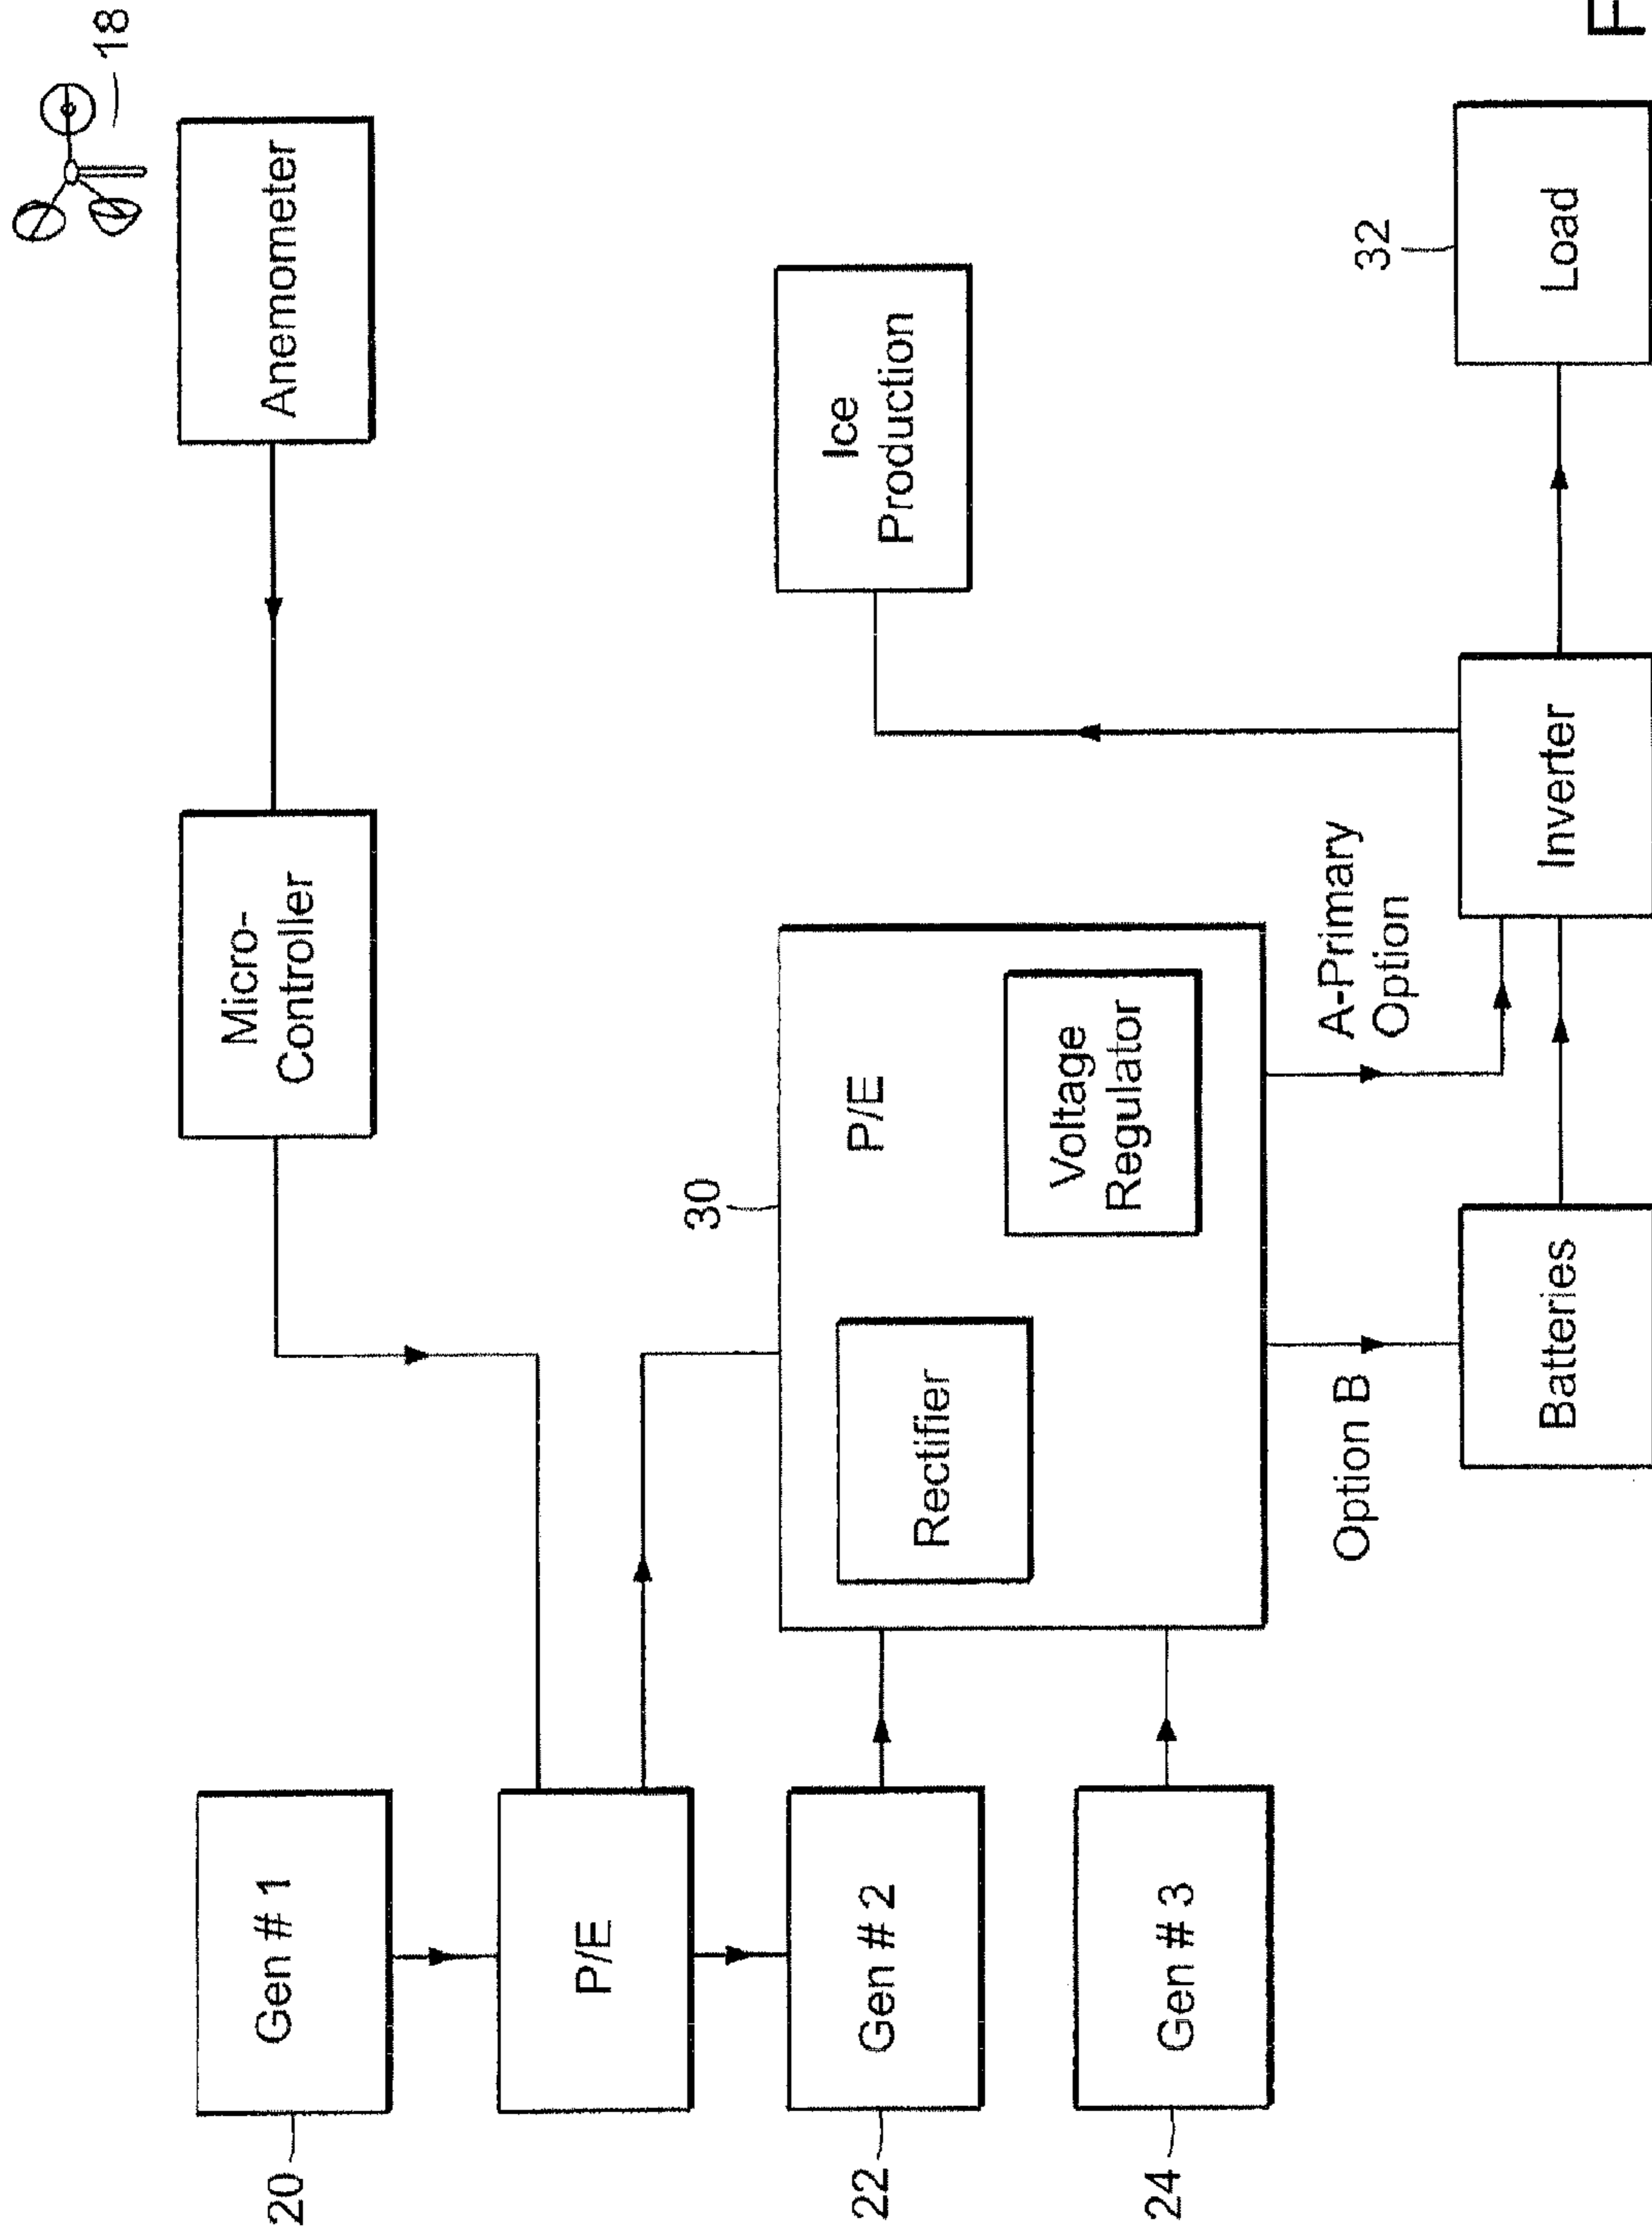 18
Anemometer
Micro-
Controller
20
Gen # 1
P/E
Ice
Production
30
P/E
Rectifier
Voltage
Regulator
22
Gen # 2
24
Gen # 3
A-Primary
Option
Option B
32
Load
Inverter
Batteries
F